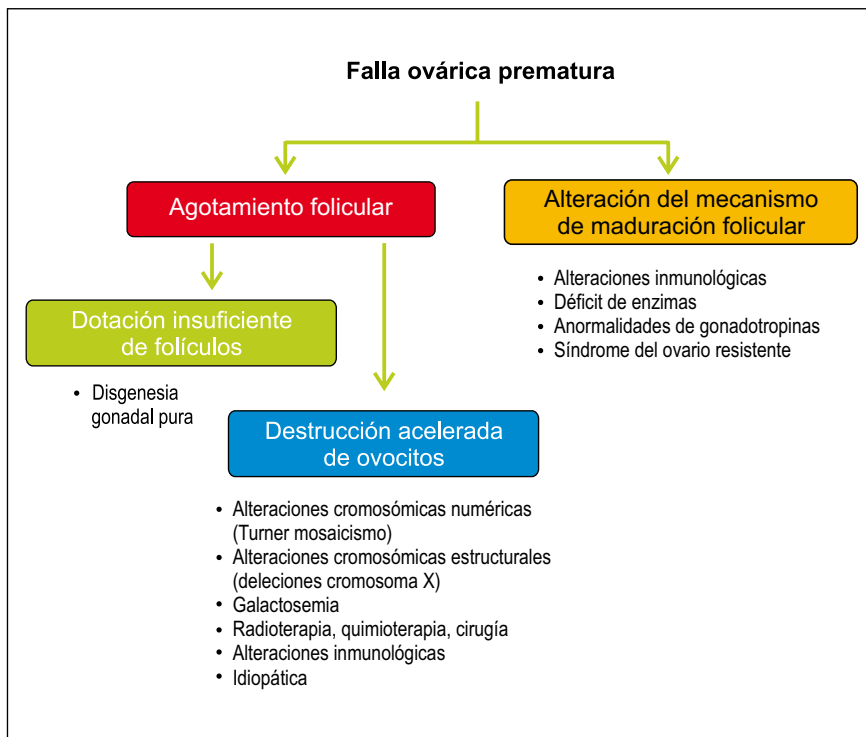 Falla ovárica prematura
Agotamiento folicular
Alteración del mecanismo
de maduración folicular
• Alteraciones inmunológicas
• Déficit de enzimas
• Anormalidades de gonadotropinas
• Síndrome del ovario resistente
Dotación insuficiente
de folículos
• Disgenesia
gonadal pura
Destrucción acelerada
de ovocitos
• Alteraciones cromosómicas numéricas
(Turner mosaicismo)
• Alteraciones cromosómicas estructurales
(deleciones cromosoma X)
• Galactosemia
• Radioterapia, quimioterapia, cirugía
• Alteraciones inmunológicas
• Idiopática